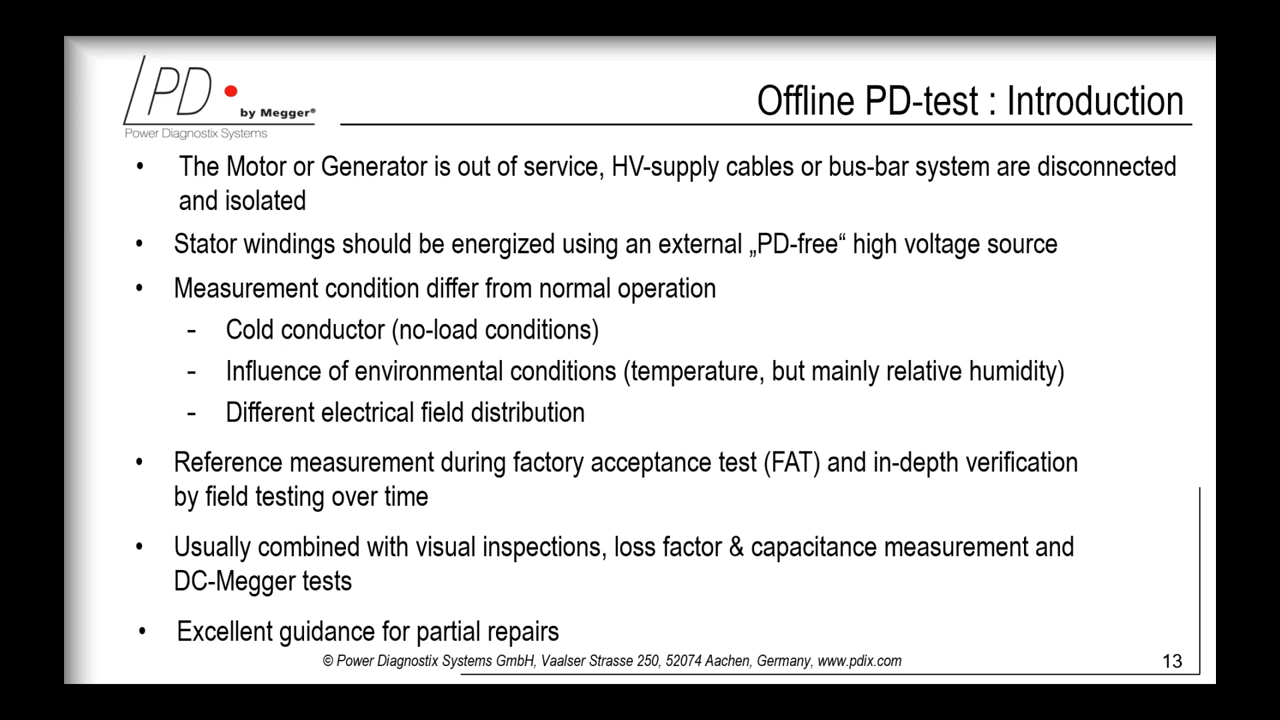 PD
by Megger®
Power Diagnostix Systems
Offline PD-test : Introduction
• The Motor or Generator is out of service, HV-supply cables or bus-bar system are disconnected
and isolated
• Stator windings should be energized using an external „PD-free“ high voltage source
• Measurement condition differ from normal operation
- Cold conductor (no-load conditions)
- Influence of environmental conditions (temperature, but mainly relative humidity)
- Different electrical field distribution
• Reference measurement during factory acceptance test (FAT) and in-depth verification
by field testing over time
• Usually combined with visual inspections, loss factor & capacitance measurement and
DC-Megger tests
• Excellent guidance for partial repairs
© Power Diagnostix Systems GmbH, Vaalser Strasse 250, 52074 Aachen, Germany, www.pdix.com
13